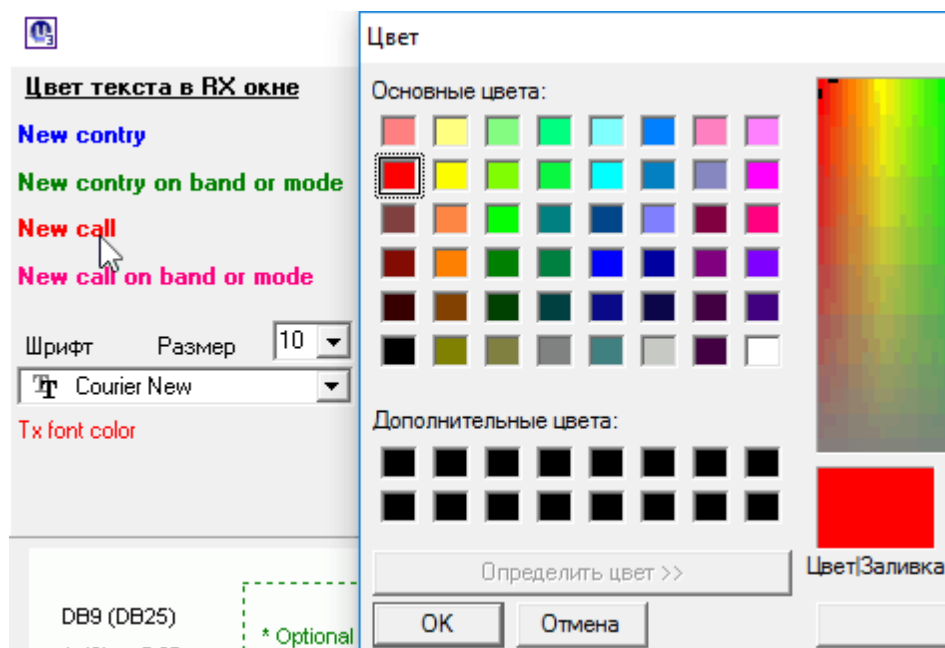 Цвет текста в RX окне
New contry
New contry on band or mode
New call
New call on band or mode
Шрифт Размер 10
Courier New
Tx font color
DB9 (DB25)
* Optional
Цвет
Основные цвета:
Дополнительные цвета:
Определить цвет >>
Цвет|Заливка
OK Отмена